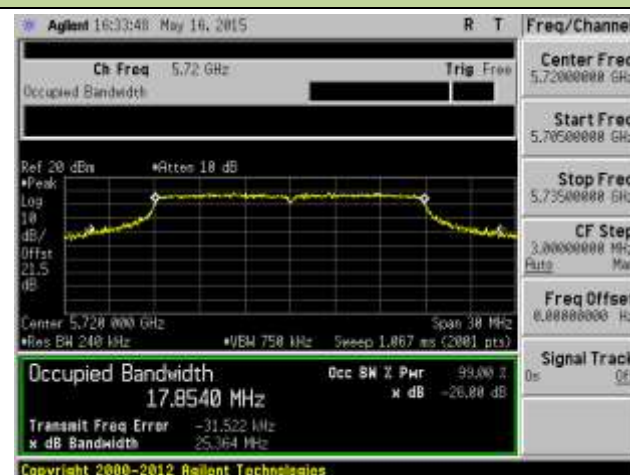 Agilent 16:33:48 May 16, 2015 R T
Freq/Channel
Ch Freq 5.72 GHz Trig Free
Occupied Bandwidth
Center Freq
5.72000000 GHz
Start Freq
5.70500000 GHz
Stop Freq
5.73500000 GHz
CF Step
3.00000000 MHz
Auto Man
Freq Offset
0.00000000 Hz
Signal Track
On Off
Ref 20 dBm #Atten 10 dB
#Peak
Log
10
dB/
Offst
21.5
dB
Center 5.720 000 GHz Span 30 MHz
#Res BW 240 kHz #VBW 750 kHz Sweep 1.067 ms (2001 pts)
Occupied Bandwidth
17.8540 MHz
Occ BW % Pwr 99.00 %
x dB -26.00 dB
Transmit Freq Error -31.522 kHz
x dB Bandwidth 25.364 MHz
Copyright 2000-2012 Agilent Technologies